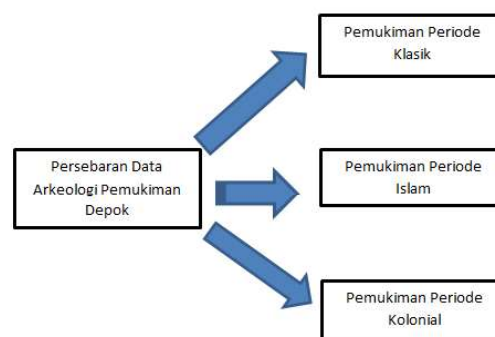 Pemukiman Periode
Klasik
Persebaran Data
Arkeologi Pemukiman
Depok
Pemukiman Periode
Islam
Pemukiman Periode
Kolonial